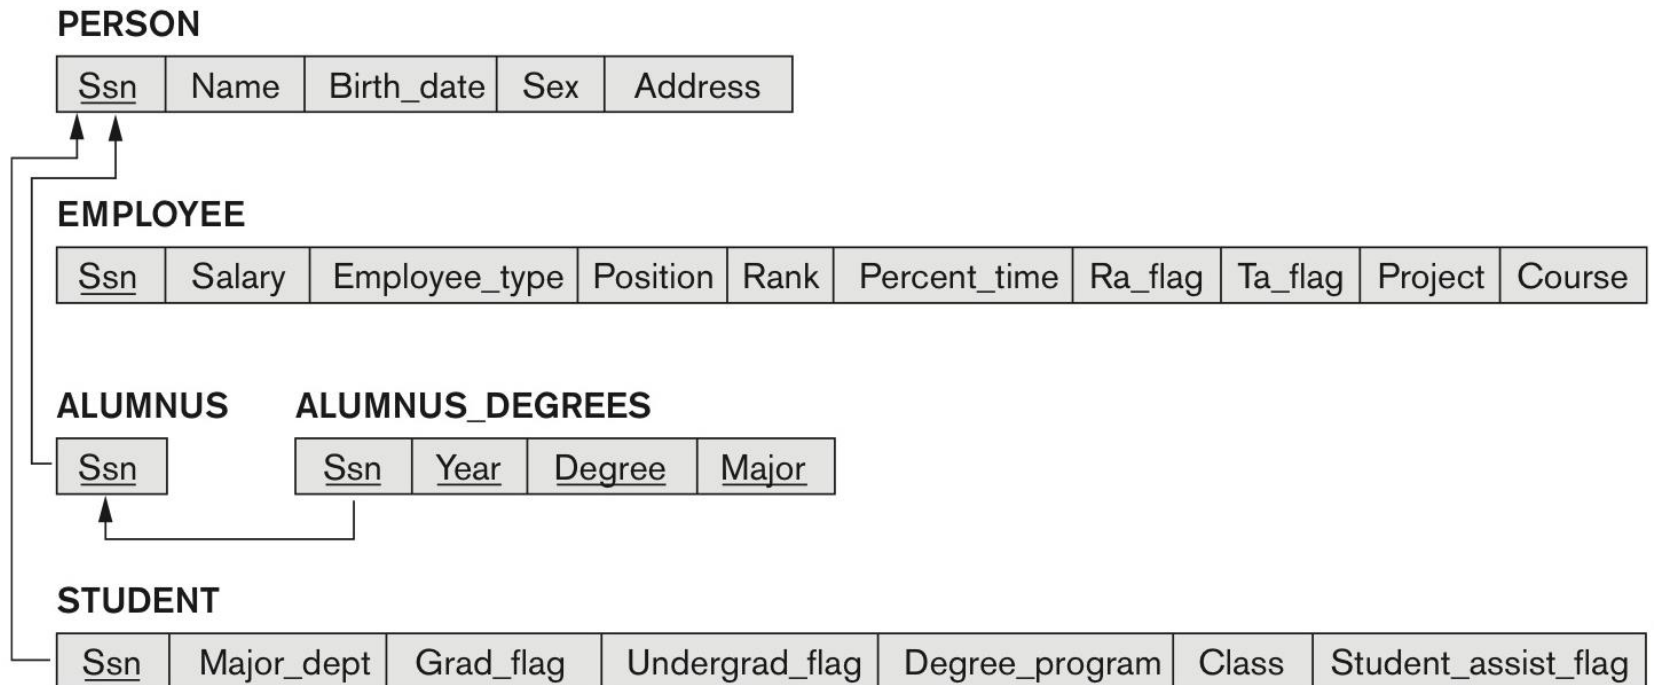 PERSON
Ssn Name Birth_date Sex Address
EMPLOYEE
Ssn Salary Employee_type Position Rank Percent_time Ra_flag Ta_flag Project Course
ALUMNUS ALUMNUS_DEGREES
Ssn Ssn Year Degree Major
STUDENT
Ssn Major_dept Grad_flag Undergrad_flag Degree_program Class Student_assist_flag